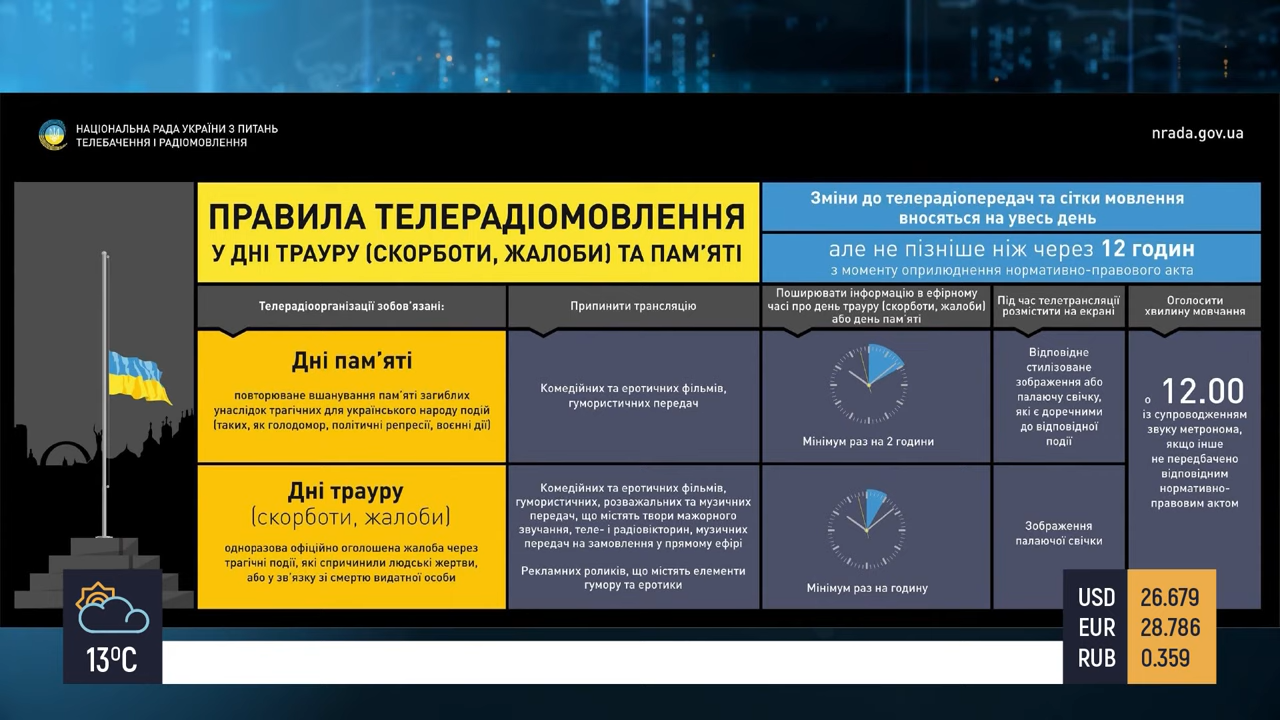 НАЦІОНАЛЬНА РАДА УКРАЇНИ З ПИТАНЬ
ТЕЛЕБАЧЕННЯ І РАДІОМОВЛЕННЯ
nrada.gov.ua
ПРАВИЛА ТЕЛЕРАДІОМОВЛЕННЯ
У ДНІ ТРАУРУ (СКОРБОТИ, ЖАЛОБИ) ТА ПАМ’ЯТІ
Зміни до телерадіопередач та сітки мовлення
вносяться на увесь день
але не пізніше ніж через 12 годин
з моменту оприлюднення нормативно-правового акта
Телерадіоорганізації зобов’язані:
Припинити трансляцію
Поширювати інформацію в ефірному
часі про день трауру (скорботи, жалоби)
або день пам’яті
Під час телетрансляції
розмістити на екрані
Оголосити
хвилину мовчання
Дні пам’яті
повторюване вшанування пам’яті загиблих
унаслідок трагічних для українського народу подій
(таких, як голодомор, політичні репресії, воєнні дії)
Комедійних та еротичних фільмів,
гумористичних передач
Мінімум раз на 2 години
Відповідне
стилізоване
зображення або
палаючу свічку,
які є доречними
до відповідної
події
о 12.00
із супроводженням
звуку метронома,
якщо інше
не передбачено
відповідним
нормативно-
правовим актом
Дні трауру
(скорботи, жалоби)
одноразова офіційно оголошена жалоба через
трагічні події, які спричинили людські жертви,
або у зв’язку зі смертю видатної особи
Комедійних та еротичних фільмів,
гумористичних, розважальних та музичних
передач, що містять твори мажорного
звучання, теле- і радіовікторин, музичних
передач на замовлення у прямому ефірі
Рекламних роликів, що містять елементи
гумору та еротики
Мінімум раз на годину
Зображення
палаючої свічки
13°C
USD 26.679
EUR 28.786
RUB 0.359